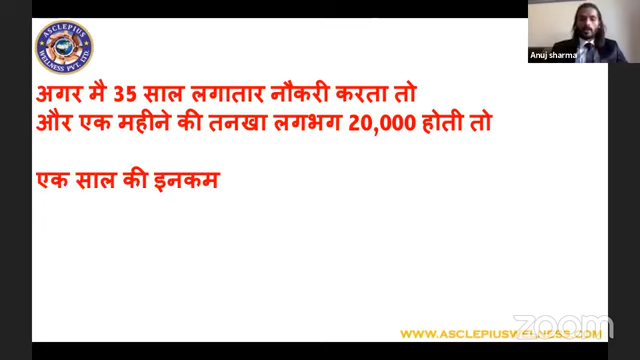 ASCLEPIUS
WELLNESS PVT. LTD.
Anuj sharma
अगर मै 35 साल लगातार नौकरी करता तो
और एक महीने की तनखा लगभग 20,000 होती तो
एक साल की इनकम
zoom
WWW.ASCLEPIUSWELLNESS.COM